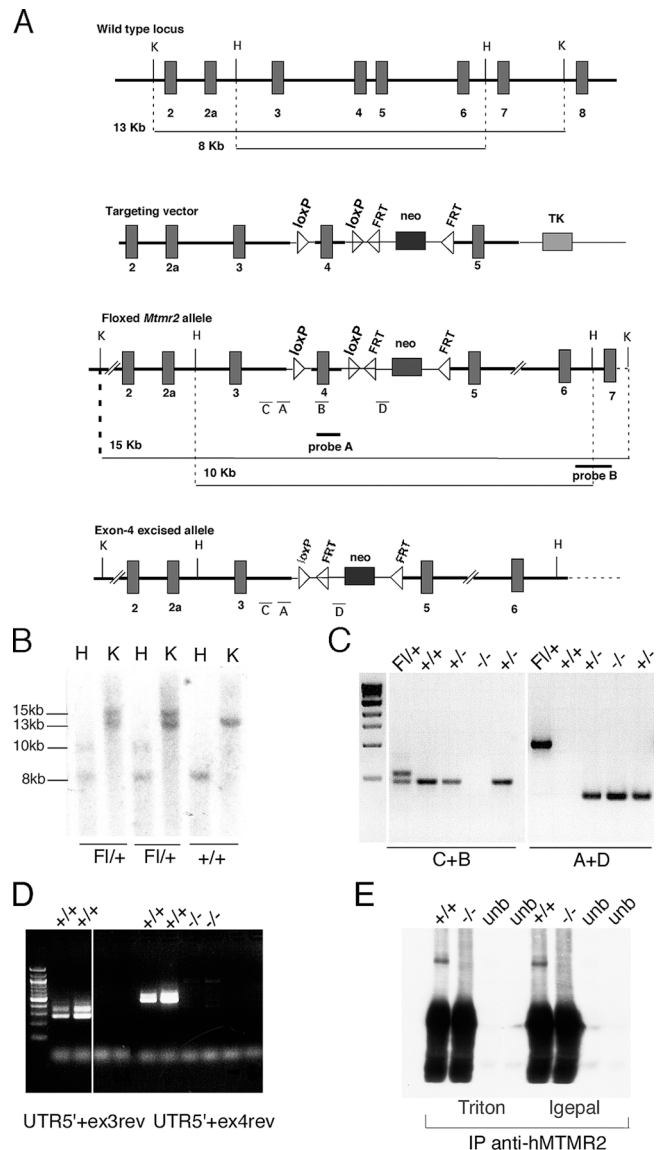 A
Wild type locus
K H H K
2 2a 3 4 5 6 7 8
13 Kb
8 Kb
Targeting vector
loxP loxP FRT neo FRT TK
2 2a 3 4 5
Floxed Mtmr2 allele
K H loxP loxP FRT neo FRT H K
2 2a 3 4 5 6 7
C A B D
probe A
15 Kb
10 Kb probe B
Exon-4 excised allele
K H loxP FRT neo FRT H
2 2a 3 5 6
C A D
B
H K H K H K
15kb
13kb
10kb
8kb
Fl/+ Fl/+ +/+
C
Fl/+ +/+ +/- -/- +/- Fl/+ +/+ +/- -/- +/-
C+B A+D
D
+/+ +/+ +/+ +/+ -/- -/-
UTR5'+ex3rev UTR5'+ex4rev
E
+/+ -/- unb unb +/+ -/- unb unb
Triton Igepal
IP anti-hMTMR2